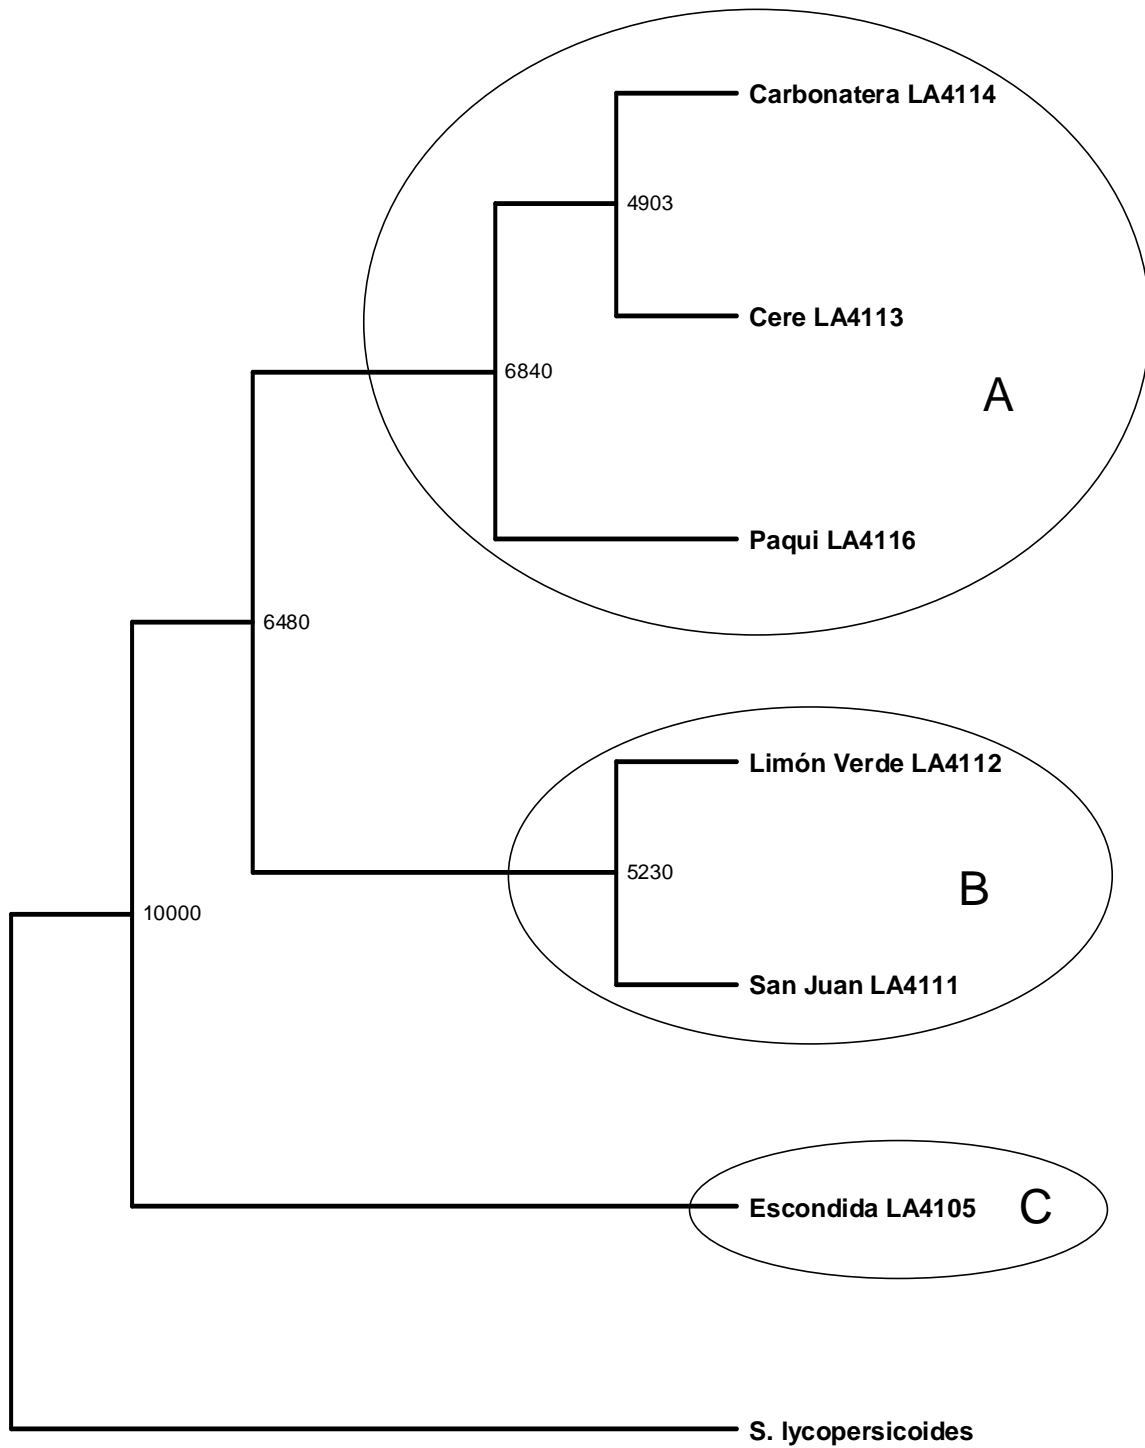 Carbonatera LA4114
4903
Cere LA4113
6840
A
Paqui LA4116
6480
Limón Verde LA4112
5230
B
10000
San Juan LA4111
Escondida LA4105
C
S. lycopersicoides